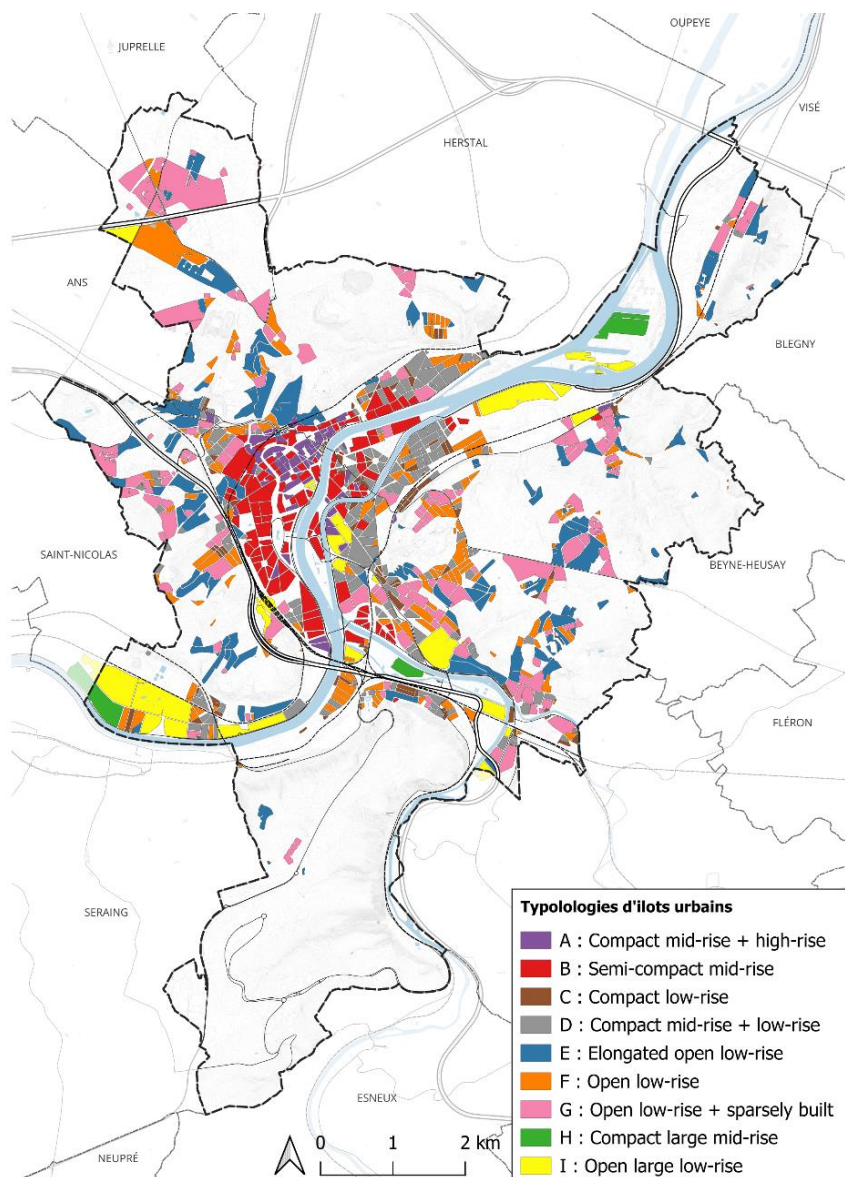 OUPEYE
JUPRELLE
VISÉ
HERSTAL
ANS
BLEGNY
SAINT-NICOLAS
BEYNE-HEUSAY
FLÉRON
SERAING
ESNEUX
NEUPRÉ
Typolologies d'ilots urbains
A : Compact mid-rise + high-rise
B : Semi-compact mid-rise
C : Compact low-rise
D : Compact mid-rise + low-rise
E : Elongated open low-rise
F : Open low-rise
G : Open low-rise + sparsely built
H : Compact large mid-rise
I : Open large low-rise
0 1 2 km